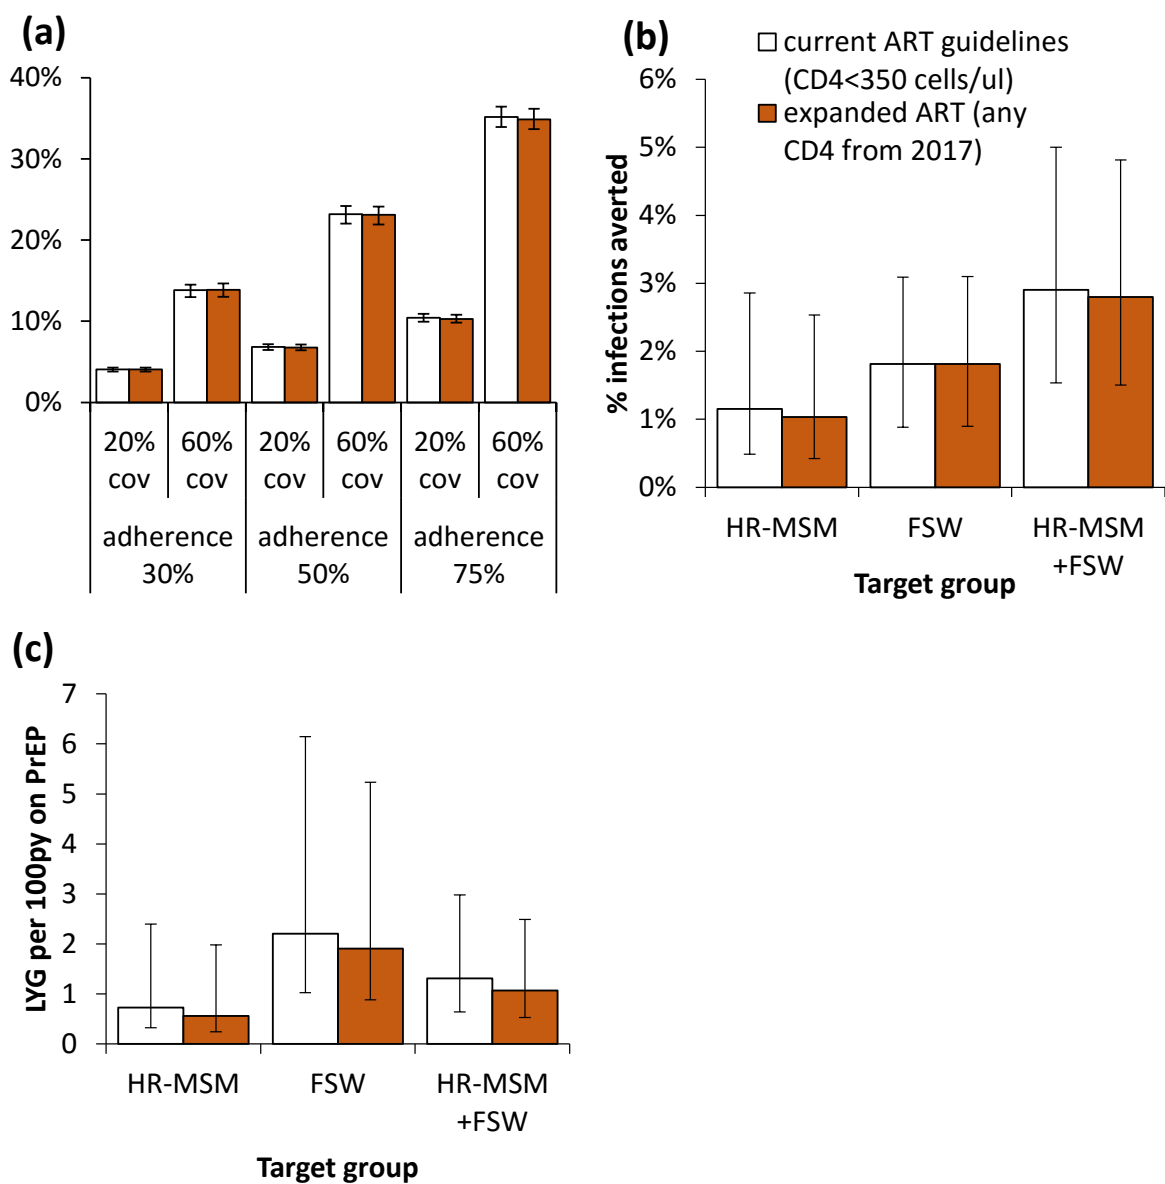 (a)
40%
30%
20%
10%
0%
20% 60% 20% 60% 20% 60%
cov cov cov cov cov cov
adherence adherence adherence
30% 50% 75%
(b)
current ART guidelines
(CD4<350 cells/ul)
expanded ART (any
CD4 from 2017)
% infections averted
6%
5%
4%
3%
2%
1%
0%
HR-MSM FSW HR-MSM
+FSW
Target group
(c)
LYG per 100py on PrEP
7
6
5
4
3
2
1
0
HR-MSM FSW HR-MSM
+FSW
Target group